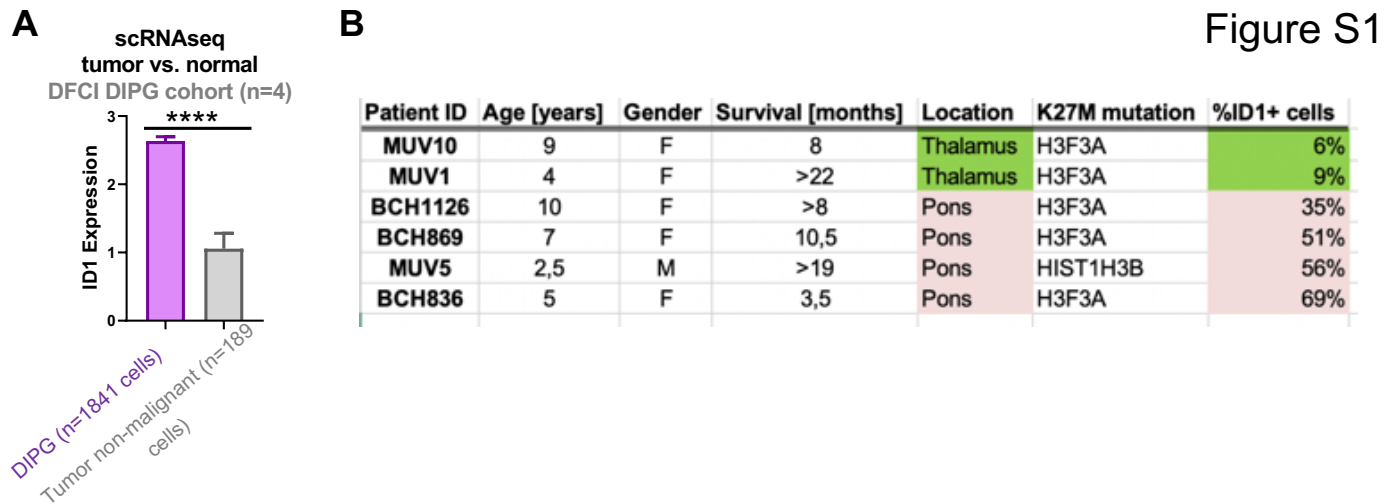 Figure S1
A
scRNAseq
tumor vs. normal
DFCI DIPG cohort (n=4)
****
3
2
1
0
ID1 Expression
DIPG (n=1841 cells)
Tumor non-malignant (n=189
cells)
B
Patient ID Age [years] Gender Survival [months] Location K27M mutation %ID1+ cells
MUV10 9 F 8 Thalamus H3F3A 6%
MUV1 4 F >22 Thalamus H3F3A 9%
BCH1126 10 F >8 Pons H3F3A 35%
BCH869 7 F 10,5 Pons H3F3A 51%
MUV5 2,5 M >19 Pons HIST1H3B 56%
BCH836 5 F 3,5 Pons H3F3A 69%